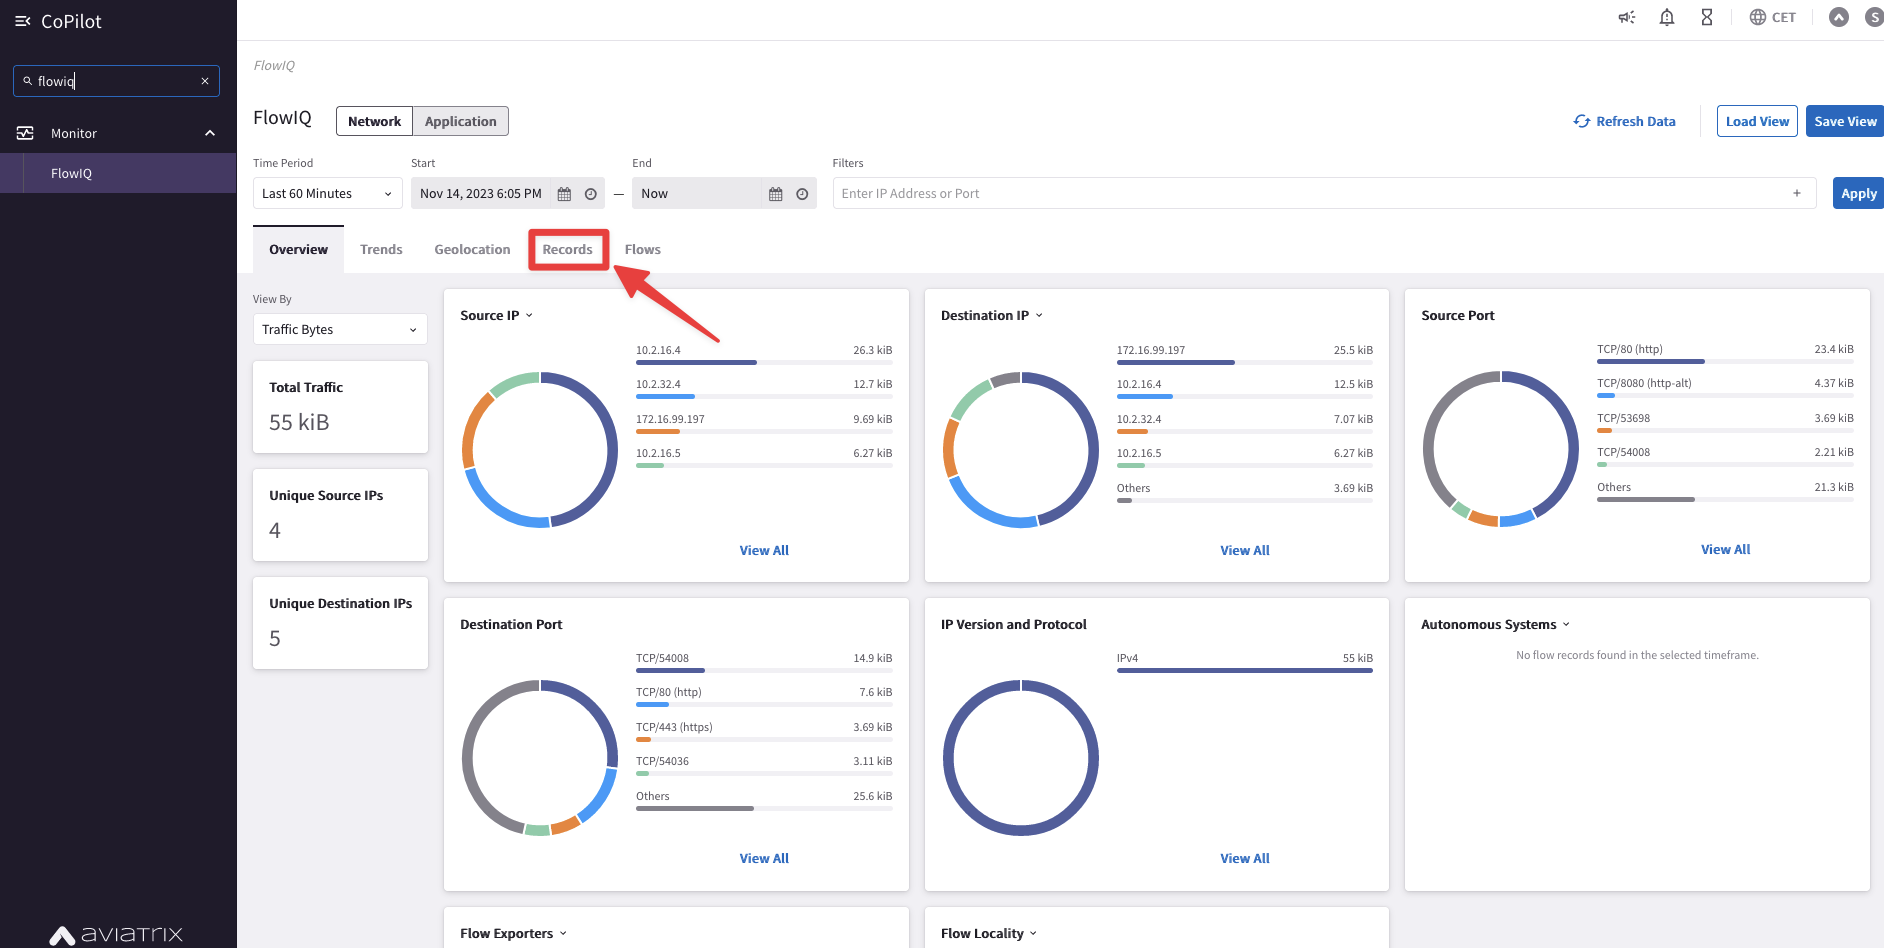 CoPilot
CET
S
flowiq
Monitor
FlowIQ
FlowIQ
FlowIQ
Network
Application
Refresh Data
Load View
Save View
Time Period
Start
End
Filters
Last 60 Minutes
Nov 14, 2023 6:05 PM
—
Now
Enter IP Address or Port
Apply
Overview
Trends
Geolocation
Records
Flows
View By
Traffic Bytes
Total Traffic
55 kiB
Unique Source IPs
4
Unique Destination IPs
5
Source IP
10.2.16.4 26.3 kiB
10.2.32.4 12.7 kiB
172.16.99.197 9.69 kiB
10.2.16.5 6.27 kiB
View All
Destination IP
172.16.99.197 25.5 kiB
10.2.16.4 12.5 kiB
10.2.32.4 7.07 kiB
10.2.16.5 6.27 kiB
Others 3.69 kiB
View All
Source Port
TCP/80 (http) 23.4 kiB
TCP/8080 (http-alt) 4.37 kiB
TCP/53698 3.69 kiB
TCP/54008 2.21 kiB
Others 21.3 kiB
View All
Destination Port
TCP/54008 14.9 kiB
TCP/80 (http) 7.6 kiB
TCP/443 (https) 3.69 kiB
TCP/54036 3.11 kiB
Others 25.6 kiB
View All
IP Version and Protocol
IPv4 55 kiB
View All
Autonomous Systems
No flow records found in the selected timeframe.
Flow Exporters
Flow Locality
aviatrix